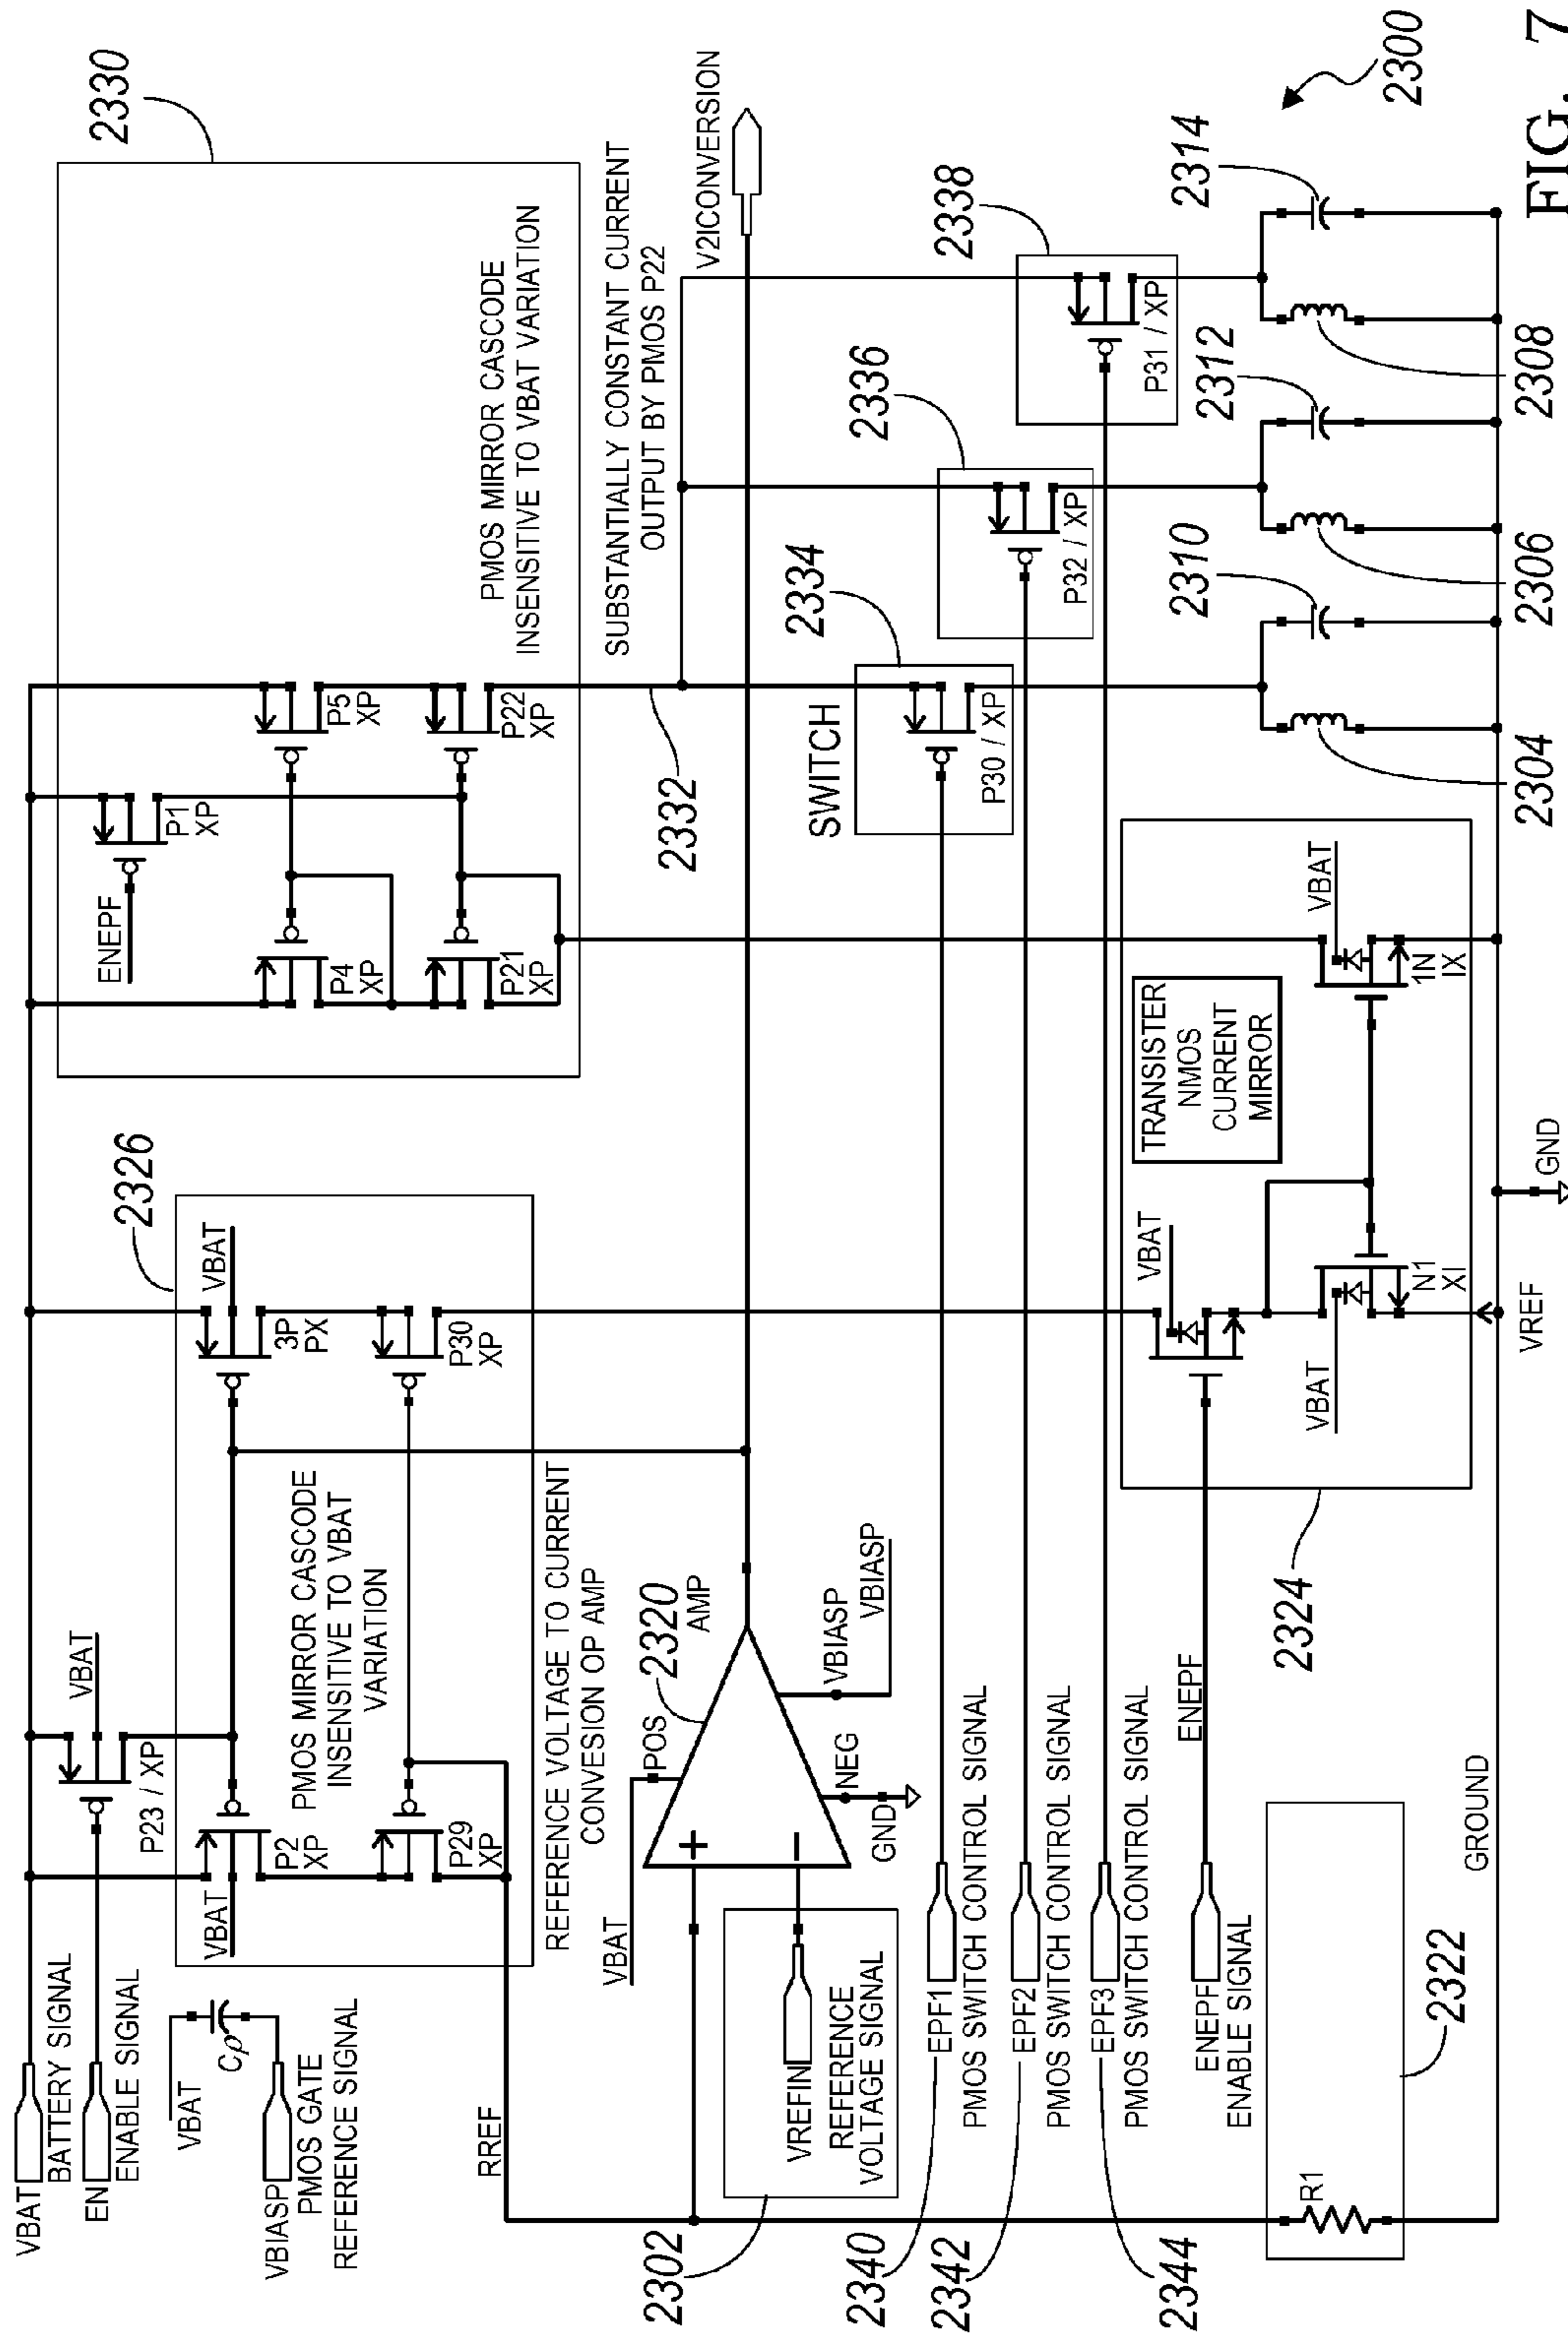 VBAT
BATTERY SIGNAL
EN
ENABLE SIGNAL
VBAT
Cρ
VBIASP
PMOS GATE
REFERENCE SIGNAL
RREF
VBAT
P23 / XP
VBAT
P2
XP
PMOS MIRROR CASCODE
INSENSITIVE TO VBAT
VARIATION
P29
XP
VBAT
3P
PX
P30
XP
2326
REFERENCE VOLTAGE TO CURRENT
CONVESION OP AMP
VBAT
POS
2320
AMP
+
−
NEG
GND
VBIASP
VBIASP
2302
VREFIN
REFERENCE
VOLTAGE SIGNAL
ENEPF
P1
XP
P4
XP
P5
XP
P21
XP
P22
XP
2330
PMOS MIRROR CASCODE
INSENSITIVE TO VBAT VARIATION
SUBSTANTIALLY CONSTANT CURRENT
OUTPUT BY PMOS P22
V2ICONVERSION
2332
SWITCH
2334
P30 / XP
2336
P32 / XP
2338
P31 / XP
2340
EPF1
PMOS SWITCH CONTROL SIGNAL
2342
EPF2
PMOS SWITCH CONTROL SIGNAL
2344
EPF3
PMOS SWITCH CONTROL SIGNAL
ENEPF
ENABLE SIGNAL
ENEPF
2324
VBAT
VBAT
N1
XI
TRANSISTER
NMOS
CURRENT
MIRROR
VBAT
1N
IX
2310
2312
2314
2304
2306
2308
R1
2322
GROUND
VREF
GND
2300
FIG. 7